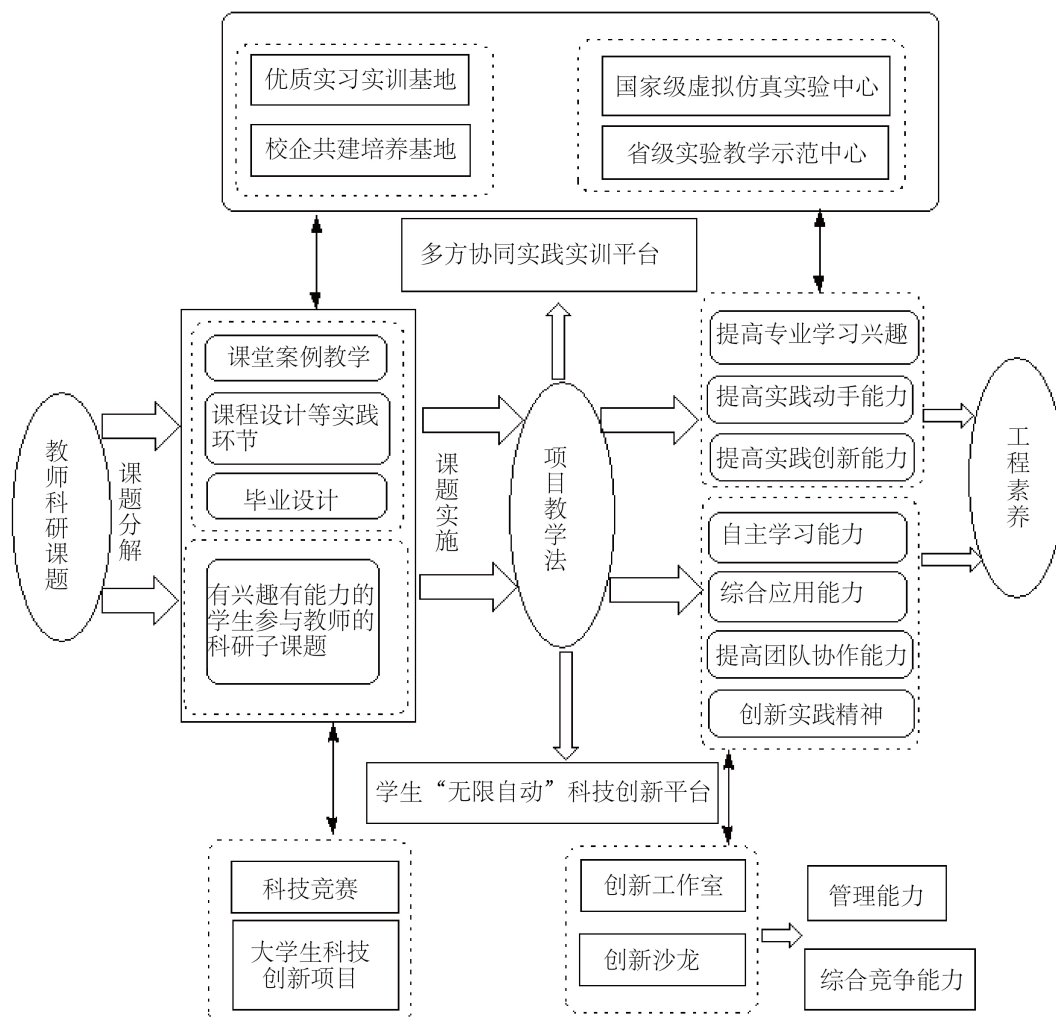 优质实习实训基地
校企共建培养基地
国家级虚拟仿真实验中心
省级实验教学示范中心
多方协同实践实训平台
教师科研课题
课题分解
课堂案例教学
课程设计等实践
环节
毕业设计
有兴趣有能力的
学生参与教师的
科研子课题
课题实施
项目教学法
提高专业学习兴趣
提高实践动手能力
提高实践创新能力
自主学习能力
综合应用能力
提高团队协作能力
创新实践精神
工程素养
学生“无限自动”科技创新平台
科技竞赛
大学生科技
创新项目
创新工作室
创新沙龙
管理能力
综合竞争能力